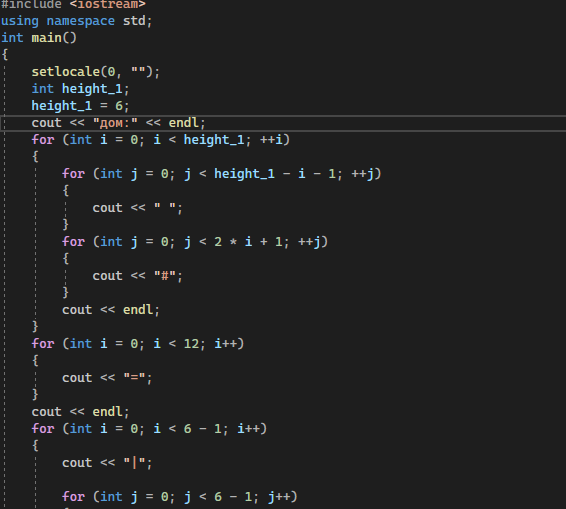 #include <iostream>
using namespace std;
int main()
{
    setlocale(0, "");
    int height_1;
    height_1 = 6;
    cout << "дом:" << endl;
    for (int i = 0; i < height_1; ++i)
    {
        for (int j = 0; j < height_1 - i - 1; ++j)
        {
            cout << " ";
        }
        for (int j = 0; j < 2 * i + 1; ++j)
        {
            cout << "#";
        }
        cout << endl;
    }
    for (int i = 0; i < 12; i++)
    {
        cout << "=";
    }
    cout << endl;
    for (int i = 0; i < 6 - 1; i++)
    {
        cout << "|";

        for (int j = 0; j < 6 - 1; j++)